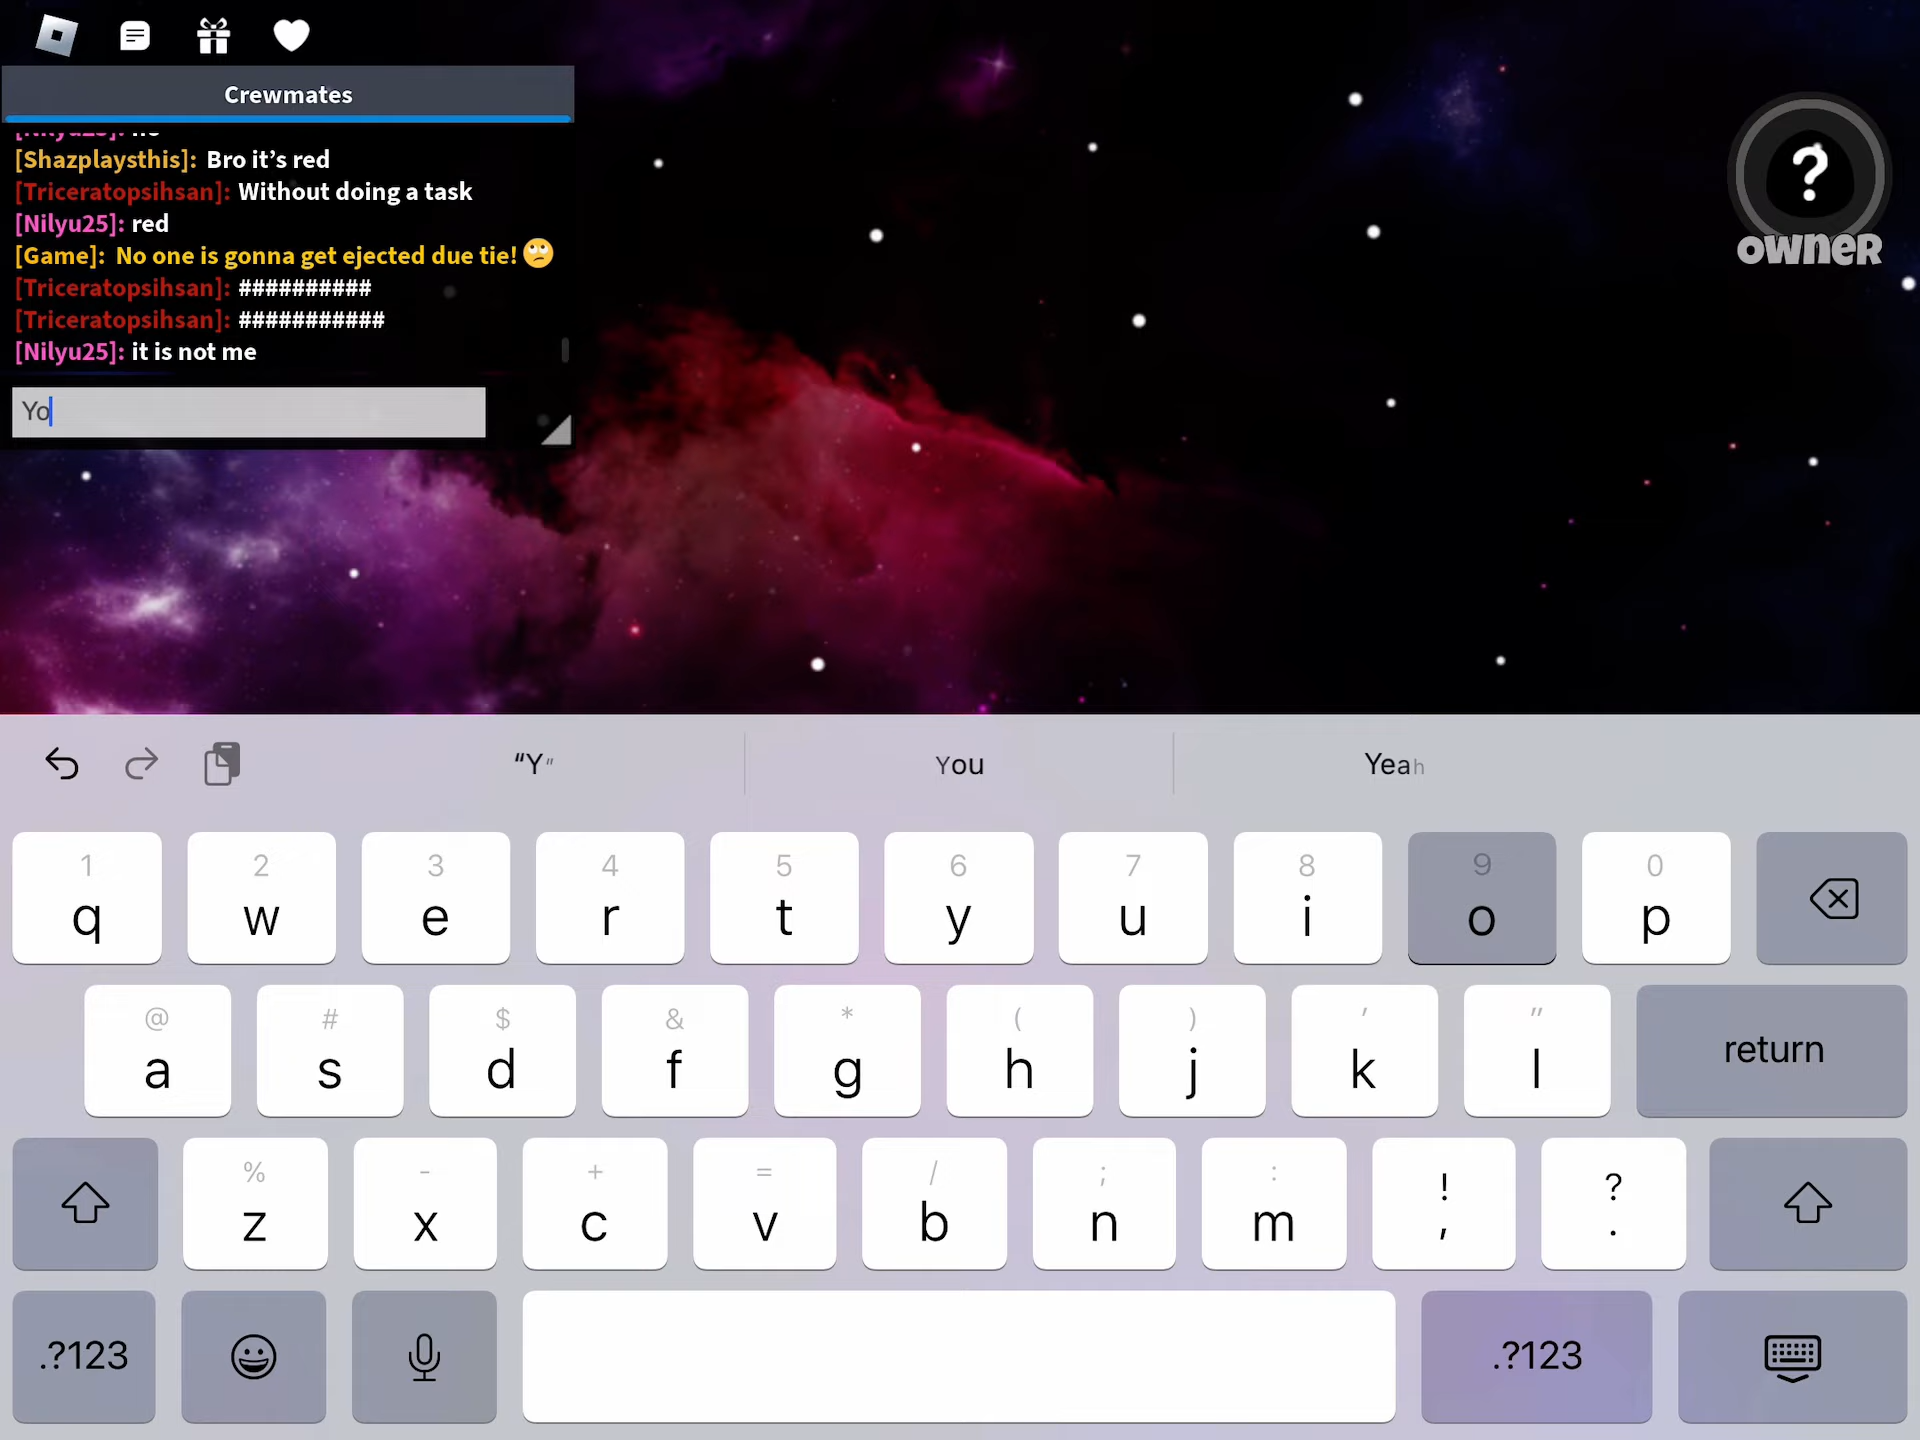 Crewmates
[Nilyu25]: no
[Shazplaysthis]: Bro it’s red
[Triceratopsihsan]: Without doing a task
[Nilyu25]: red
[Game]: No one is gonna get ejected due tie! 🙄
[Triceratopsihsan]: ##########
[Triceratopsihsan]: ###########
[Nilyu25]: it is not me
Yo
?
OWNER
“Y” You Yeah
1 2 3 4 5 6 7 8 9 0
q w e r t y u i o p
@ # $ & * ( ) ' "
a s d f g h j k l return
% - + = / ; : ! ?
z x c v b n m , .
.?123 .?123